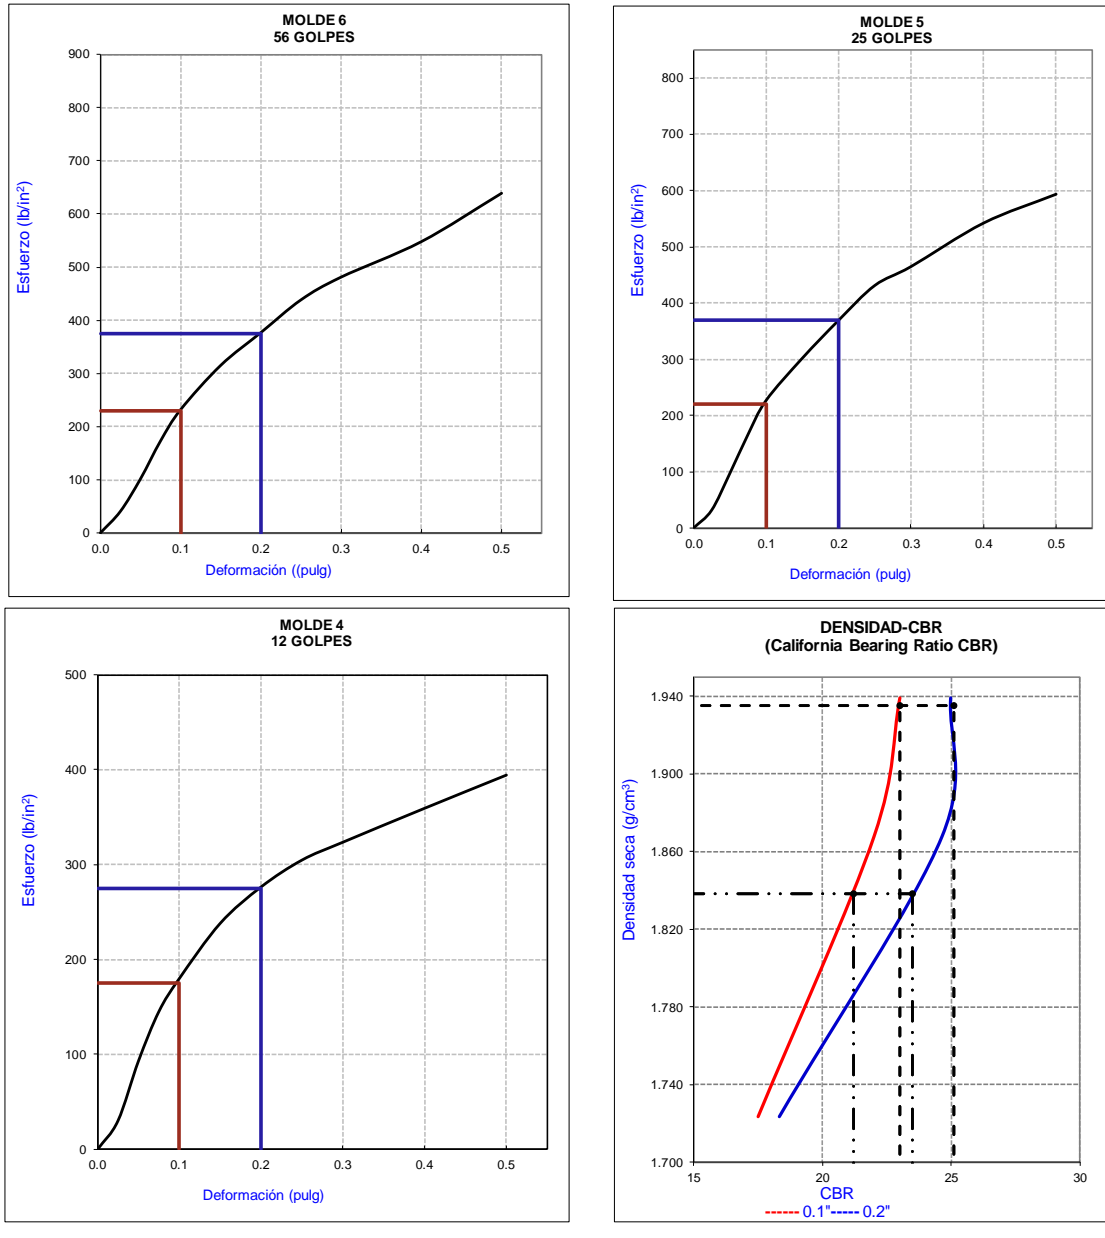 MOLDE 6
56 GOLPES
900
800
700
600
500
400
300
200
100
0
0.0 0.1 0.2 0.3 0.4 0.5
Esfuerzo (lb/in²)
Deformación ((pulg)
MOLDE 5
25 GOLPES
800
700
600
500
400
300
200
100
0
0.0 0.1 0.2 0.3 0.4 0.5
Esfuerzo (lb/in²)
Deformación (pulg)
MOLDE 4
12 GOLPES
500
400
300
200
100
0
0.0 0.1 0.2 0.3 0.4 0.5
Esfuerzo (lb/in²)
Deformación (pulg)
DENSIDAD-CBR
(California Bearing Ratio CBR)
1.940
1.900
1.860
1.820
1.780
1.740
1.700
15 20 25 30
Densidad seca (g/cm³)
CBR
0.1" 0.2"